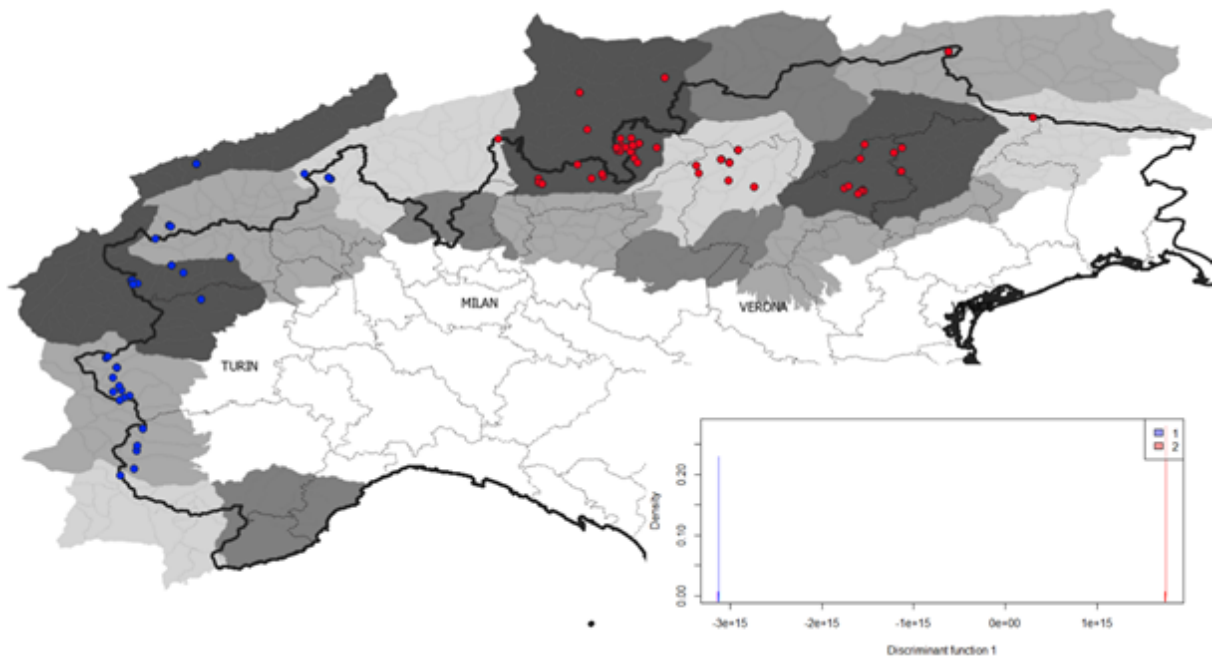 MILAN
VERONA
TURIN
1
2
Density
0.20
0.10
0.00
-3e+15
-2e+15
-1e+15
0e+00
1e+15
Discriminant function 1